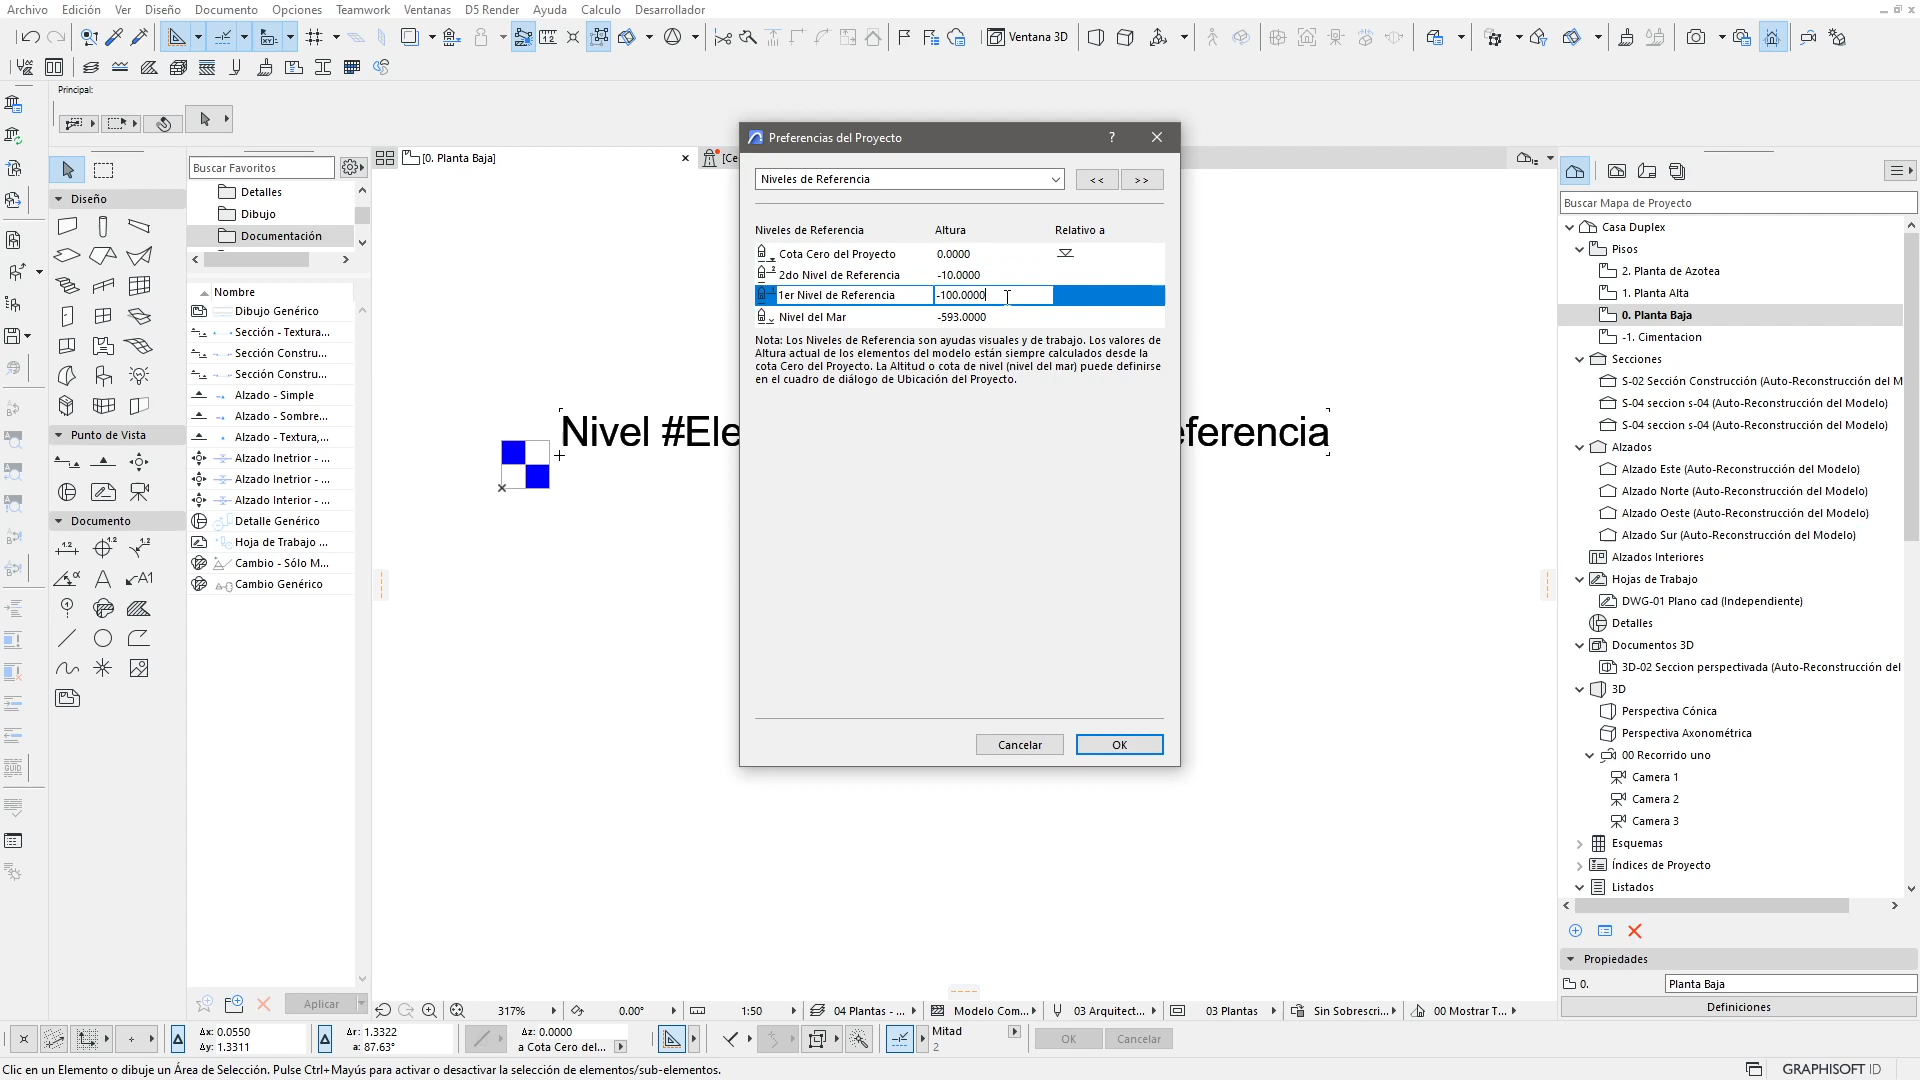 Archivo Edición Ver Diseño Documento Opciones Teamwork Ventanas D5 Render Ayuda Calculo Desarrollador
Ventana 3D
Principal:
[0. Planta Baja]
[Ce
Buscar Favoritos
Detalles
Dibujo
Documentación
Nombre
Dibujo Genérico
Sección - Textura...
Sección Constru...
Sección Constru...
Alzado - Simple
Alzado - Sombre...
Alzado - Textura,...
Alzado Inetrior - ...
Alzado Inetrior - ...
Alzado Interior - ...
Detalle Genérico
Hoja de Trabajo ...
Cambio - Sólo M...
Cambio Genérico
Aplicar
Diseño
Punto de Vista
Documento
1.2 1.2 1.2
A1
GUID
Nivel #Ele
eferencia
Preferencias del Proyecto
?
Niveles de Referencia
<< >>
Niveles de Referencia Altura Relativo a
Cota Cero del Proyecto 0.0000
2do Nivel de Referencia -10.0000
1er Nivel de Referencia -100.0000
Nivel del Mar -593.0000
Nota: Los Niveles de Referencia son ayudas visuales y de trabajo. Los valores de
Altura actual de los elementos del modelo están siempre calculados desde la
cota Cero del Proyecto. La Altitud o cota de nivel (nivel del mar) puede definirse
en el cuadro de diálogo de Ubicación del Proyecto.
Cancelar OK
Buscar Mapa de Proyecto
Casa Duplex
Pisos
2. Planta de Azotea
1. Planta Alta
0. Planta Baja
-1. Cimentacion
Secciones
S-02 Sección Construcción (Auto-Reconstrucción del M
S-04 seccion s-04 (Auto-Reconstrucción del Modelo)
S-04 seccion s-04 (Auto-Reconstrucción del Modelo)
Alzados
Alzado Este (Auto-Reconstrucción del Modelo)
Alzado Norte (Auto-Reconstrucción del Modelo)
Alzado Oeste (Auto-Reconstrucción del Modelo)
Alzado Sur (Auto-Reconstrucción del Modelo)
Alzados Interiores
Hojas de Trabajo
DWG-01 Plano cad (Independiente)
Detalles
Documentos 3D
3D-02 Seccion perspectivada (Auto-Reconstrucción del
3D
Perspectiva Cónica
Perspectiva Axonométrica
00 Recorrido uno
Camera 1
Camera 2
Camera 3
Esquemas
Índices de Proyecto
Listados
Propiedades
0. Planta Baja
Definiciones
317% 0.00° 1:50 04 Plantas - ... Modelo Com... 03 Arquitect... 03 Plantas Sin Sobrescri... 00 Mostrar T...
Δx: 0.0550
Δy: 1.3311
Δr: 1.3322
a: 87.63°
Δz: 0.0000
a Cota Cero del...
Mitad
2
OK Cancelar
Clic en un Elemento o dibuje un Área de Selección. Pulse Ctrl+Mayús para activar o desactivar la selección de elementos/sub-elementos.
GRAPHISOFT ID